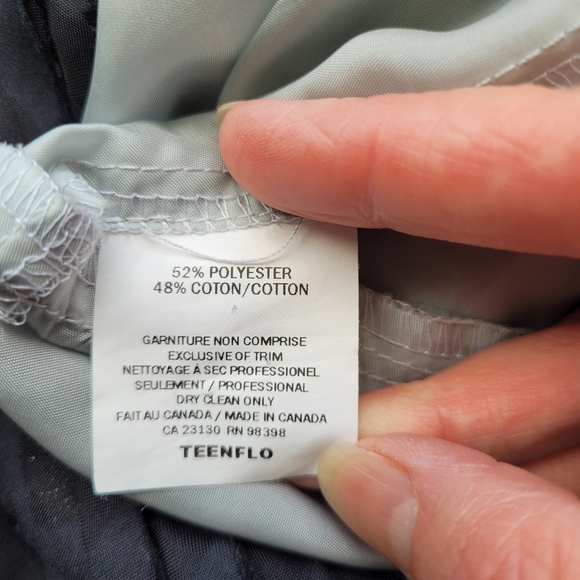 52% POLYESTER
48% COTON/COTTON
GARNITURE NON COMPRISE
EXCLUSIVE OF TRIM
NETTOYAGE À SEC PROFESSIONEL
SEULEMENT / PROFESSIONAL
DRY CLEAN ONLY
FAIT AU CANADA / MADE IN CANADA
CA 23130 RN 98398
TEENFLO